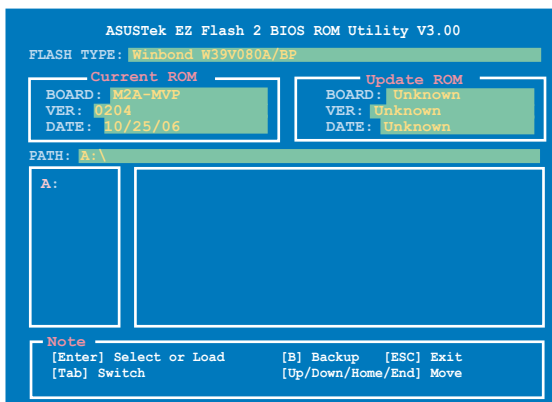 ASUSTek EZ Flash 2 BIOS ROM Utility V3.00
FLASH TYPE: Winbond W39V080A/BP
Current ROM
BOARD: M2A-MVP
VER: 0204
DATE: 10/25/06
Update ROM
BOARD: Unknown
VER: Unknown
DATE: Unknown
PATH: A:\
A:
Note
[Enter] Select or Load [B] Backup [ESC] Exit
[Tab] Switch [Up/Down/Home/End] Move